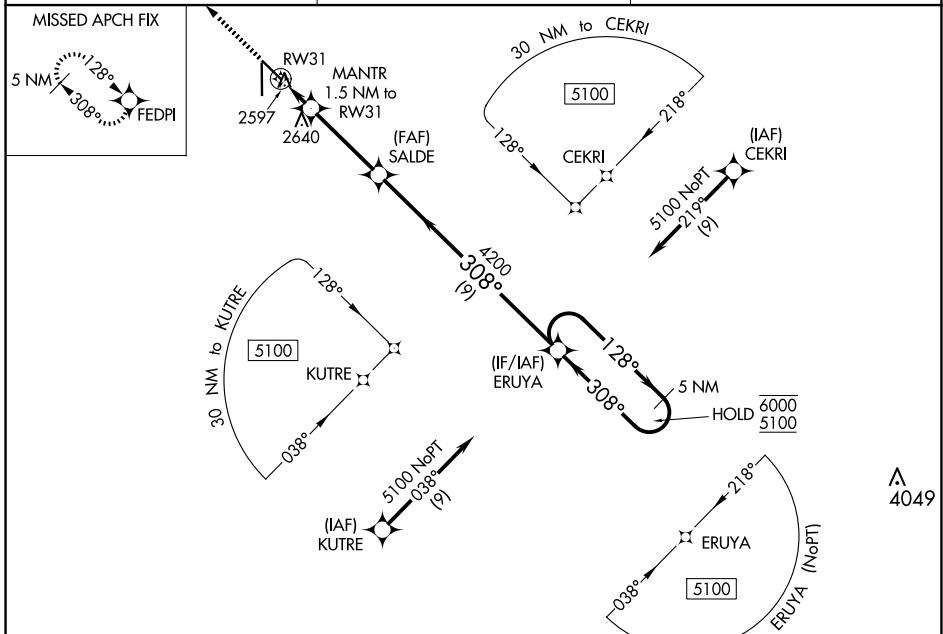 MISSED APCH FIX
5 NM
128°
308°
FEDPI
RW31
2597
MANTR
1.5 NM to
RW31
2640
(FAF)
SALDE
30 NM to CEKRI
5100
128°
218°
CEKRI
(IAF)
CEKRI
5100 NoPT
219°
(9)
4200
308°
(9)
30 NM to KUTRE
128°
5100
KUTRE
038°
(IF/IAF)
ERUYA
128°
308°
5 NM
HOLD
6000
5100
5100 NoPT
038°
(9)
(IAF)
KUTRE
4049
218°
ERUYA
038°
5100
ERUYA (NoPT)